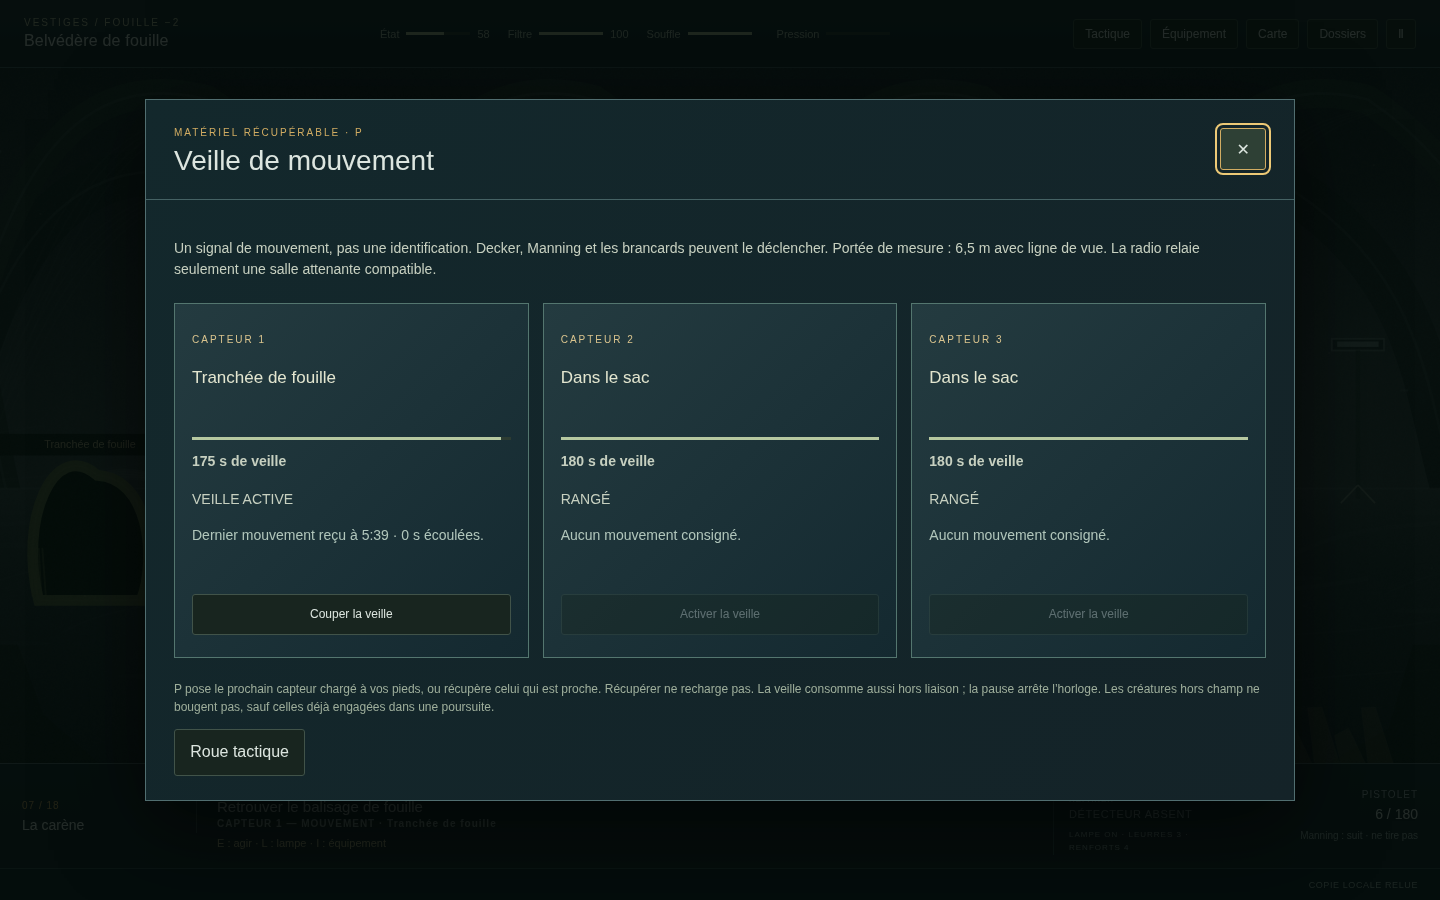 VESTIGES / FOUILLE −2
Belvédère de fouille
État 58 Filtre 100 Souffle Pression
Tactique Équipement Carte Dossiers II
MATÉRIEL RÉCUPÉRABLE · P
Veille de mouvement
✕
Un signal de mouvement, pas une identification. Decker, Manning et les brancards peuvent le déclencher. Portée de mesure : 6,5 m avec ligne de vue. La radio relaie
seulement une salle attenante compatible.
CAPTEUR 1
Tranchée de fouille
175 s de veille
VEILLE ACTIVE
Dernier mouvement reçu à 5:39 · 0 s écoulées.
Couper la veille
CAPTEUR 2
Dans le sac
180 s de veille
RANGÉ
Aucun mouvement consigné.
Activer la veille
CAPTEUR 3
Dans le sac
180 s de veille
RANGÉ
Aucun mouvement consigné.
Activer la veille
Tranchée de fouille
P pose le prochain capteur chargé à vos pieds, ou récupère celui qui est proche. Récupérer ne recharge pas. La veille consomme aussi hors liaison ; la pause arrête l'horloge. Les créatures hors champ ne
bougent pas, sauf celles déjà engagées dans une poursuite.
Roue tactique
07 / 18
La carène
Retrouver le balisage de fouille
CAPTEUR 1 — MOUVEMENT · Tranchée de fouille
E : agir · L : lampe · I : équipement
DÉTECTEUR ABSENT
LAMPE ON · LEURRES 2
RENFORTS 4
PISTOLET
6 / 180
Manning : suit · ne tire pas
COPIE LOCALE RELUE